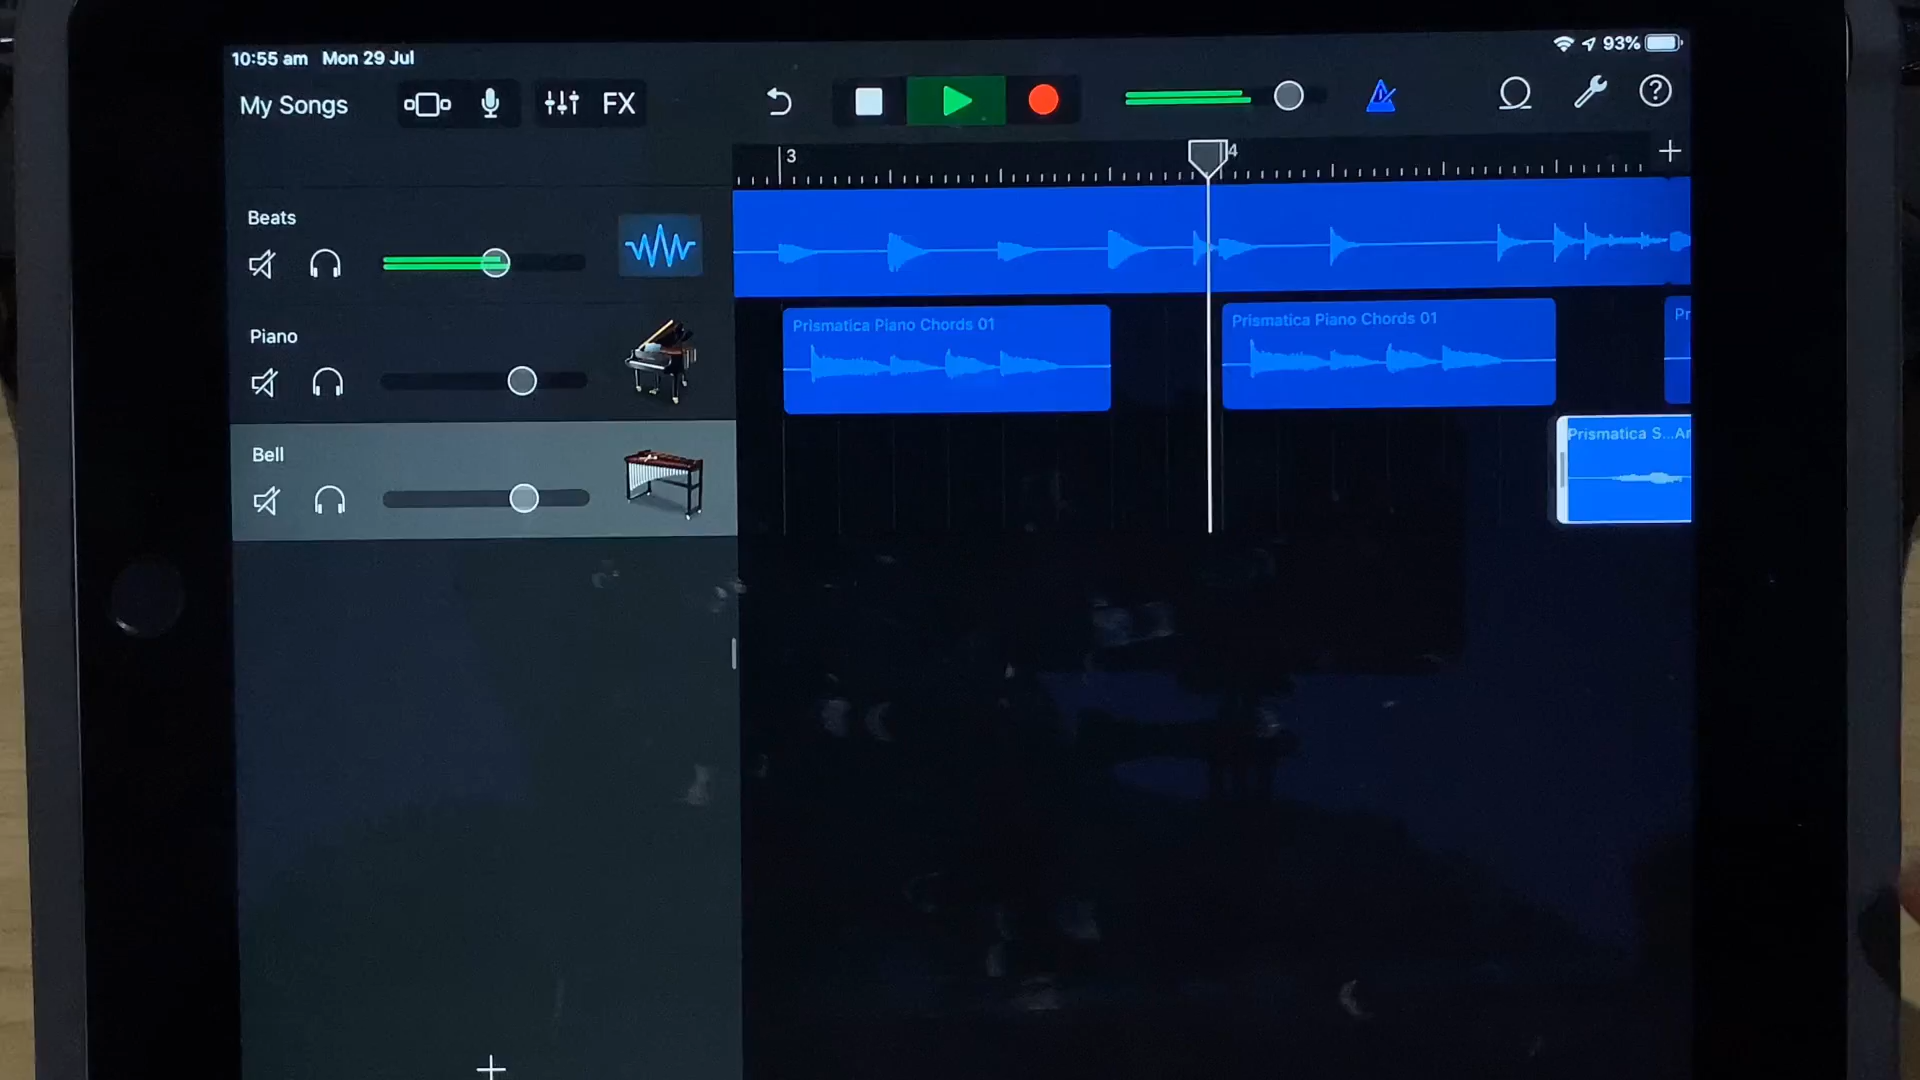 10:55 am Mon 29 Jul
93%
My Songs
FX
3
4
Beats
Piano
Prismatica Piano Chords 01
Prismatica Piano Chords 01
Pr
Bell
Prismatica S...Ar